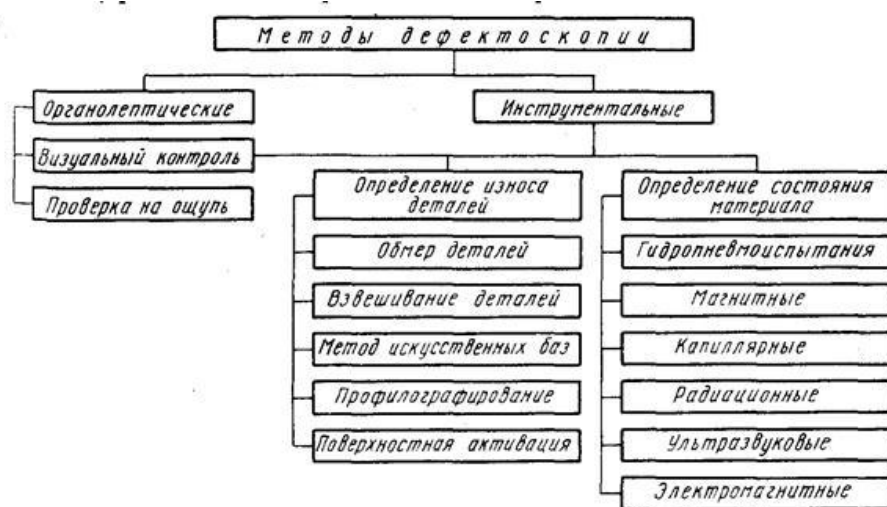 Методы дефектоскопии
Органолептические
Инструментальные
Визуальный контроль
Проверка на ощупь
Определение износа
деталей
Обмер деталей
Взвешивание деталей
Метод искусственных баз
Профилографирование
Поверхностная активация
Определение состояния
материала
Гидропневмоиспытания
Магнитные
Капиллярные
Радиационные
Ультразвуковые
Электромагнитные